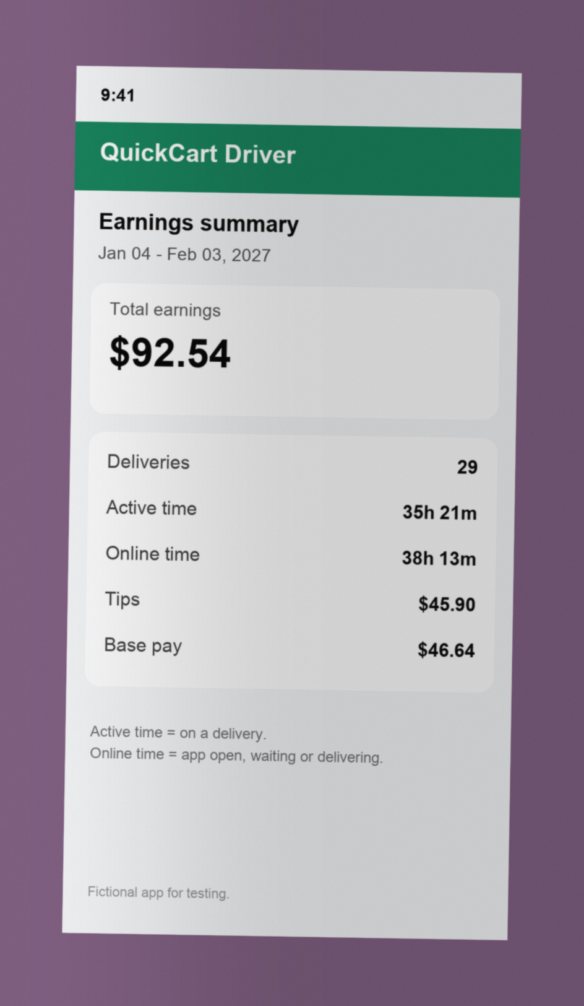 9:41
QuickCart Driver
Earnings summary
Jan 04 - Feb 03, 2027
Total earnings
$92.54
Deliveries 29
Active time 35h 21m
Online time 38h 13m
Tips $45.90
Base pay $46.64
Active time = on a delivery.
Online time = app open, waiting or delivering.
Fictional app for testing.